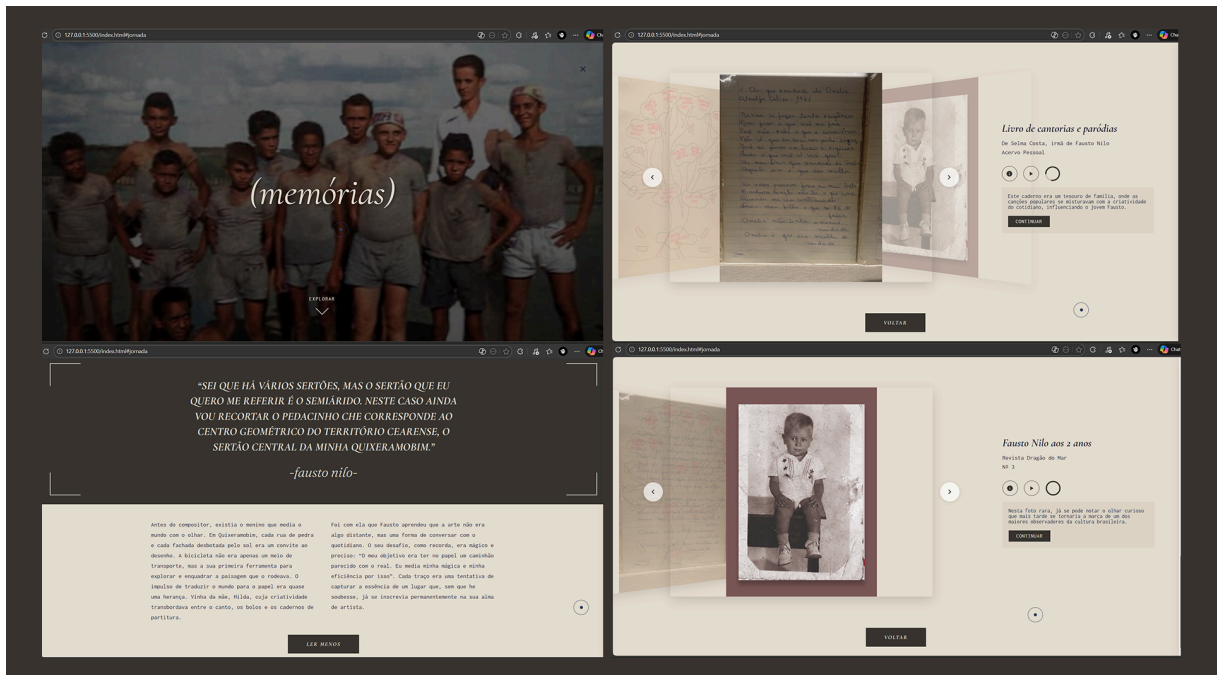 127.0.0.1:5500/index.html#jornada
(memórias)
EXPLORAR
127.0.0.1:5500/index.html#jornada
Livro de cantorias e paródias
De Selma Costa, irmã de Fausto Nilo
Acervo Pessoal
Este caderno era um tesouro de família, onde as
canções populares se misturavam com a criatividade
do cotidiano, influenciando o jovem Fausto.
CONTINUAR
VOLTAR
127.0.0.1:5500/index.html#jornada
“SEI QUE HÁ VÁRIOS SERTÕES, MAS O SERTÃO QUE EU
QUERO ME REFERIR É O SEMIÁRIDO. NESTE CASO AINDA
VOU RECORTAR O PEDACINHO CHE CORRESPONDE AO
CENTRO GEOMÉTRICO DO TERRITÓRIO CEARENSE, O
SERTÃO CENTRAL DA MINHA QUIXERAMOBIM.”
-fausto nilo-
Antes do compositor, existia o menino que media o
mundo com o olhar. Em Quixeramobim, cada rua de pedra
e cada fachada desbotada pelo sol era um convite ao
desenho. A bicicleta não era apenas um meio de
transporte, mas a sua primeira ferramenta para
explorar e enquadrar a paisagem que o rodeava. O
impulso de traduzir o mundo para o papel era quase
uma herança. Vinha da mãe, Hilda, cuja criatividade
transbordava entre o canto, os bolos e os cadernos de
partitura.
Foi com ela que Fausto aprendeu que a arte não era
algo distante, mas uma forma de conversar com o
quotidiano. O seu desafio, como recorda, era mágico e
preciso: “O meu objetivo era ter no papel um caminhão
parecido com o real. Eu media minha mágica e minha
eficiência por isso”. Cada traço era uma tentativa de
capturar a essência de um lugar que, sem que he
soubesse, já se inscrevia permanentemente na sua alma
de artista.
LER MENOS
127.0.0.1:5500/index.html#jornada
Fausto Nilo aos 2 anos
Revista Dragão do Mar
Nº 3
Nesta foto rara, já se pode notar o olhar curioso
que mais tarde se tornaria a marca de um dos
maiores observadores da cultura brasileira.
CONTINUAR
VOLTAR